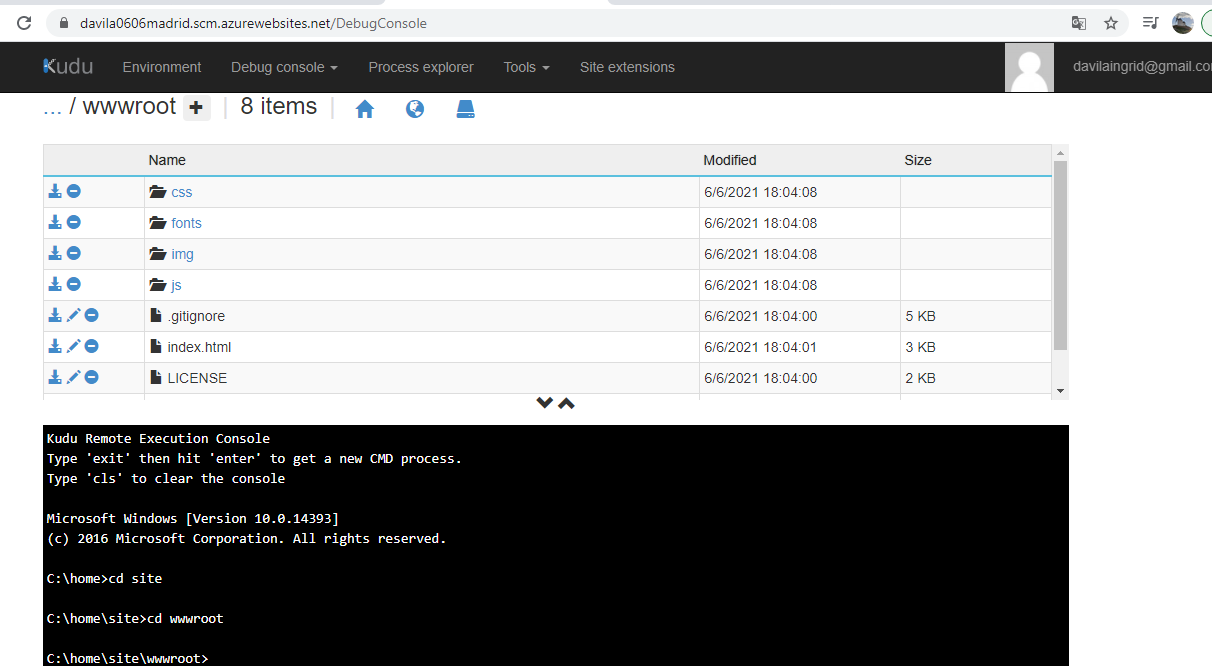 davila0606madrid.scm.azurewebsites.net/DebugConsole
Kudu Environment Debug console Process explorer Tools Site extensions
... / wwwroot | 8 items |
Name Modified Size
css 6/6/2021 18:04:08
fonts 6/6/2021 18:04:08
img 6/6/2021 18:04:08
js 6/6/2021 18:04:08
.gitignore 6/6/2021 18:04:00 5 KB
index.html 6/6/2021 18:04:01 3 KB
LICENSE 6/6/2021 18:04:00 2 KB
Kudu Remote Execution Console
Type 'exit' then hit 'enter' to get a new CMD process.
Type 'cls' to clear the console
Microsoft Windows [Version 10.0.14393]
(c) 2016 Microsoft Corporation. All rights reserved.
C:\home>cd site
C:\home\site>cd wwwroot
C:\home\site\wwwroot>